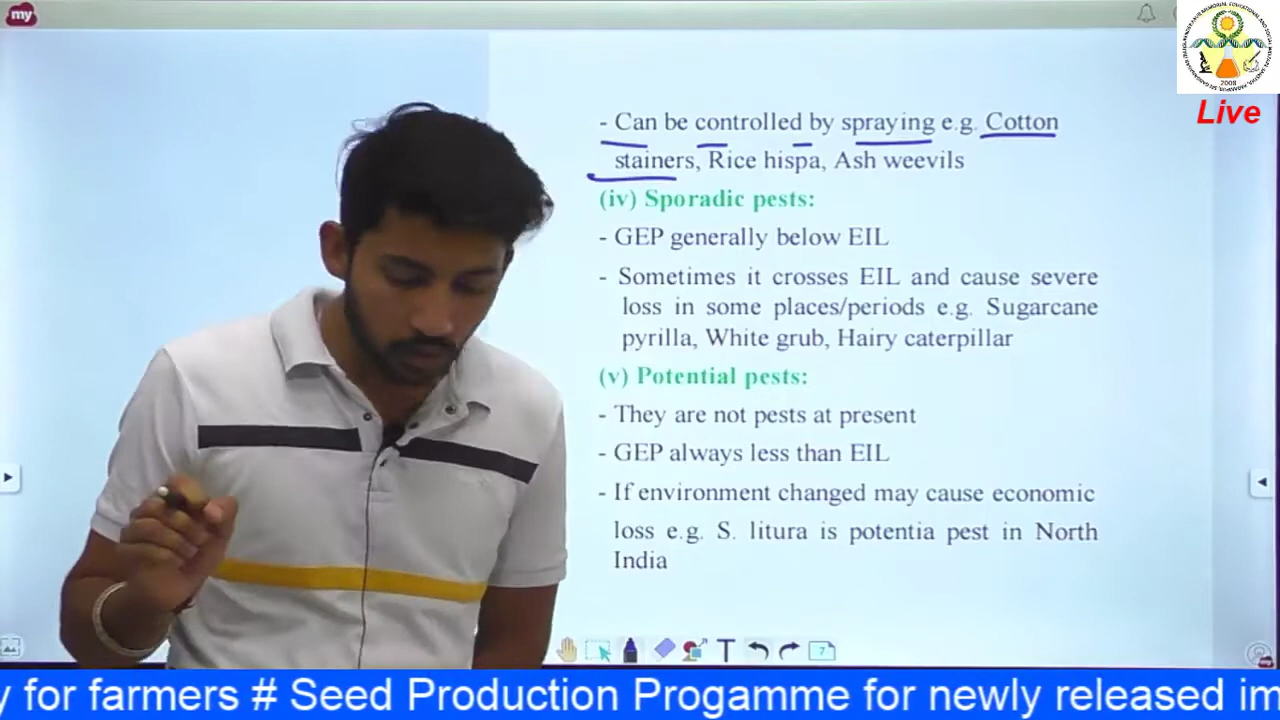 my
2008
Live
- Can be controlled by spraying e.g. Cotton
stainers, Rice hispa, Ash weevils
(iv) Sporadic pests:
- GEP generally below EIL
- Sometimes it crosses EIL and cause severe
loss in some places/periods e.g. Sugarcane
pyrilla, White grub, Hairy caterpillar
(v) Potential pests:
- They are not pests at present
- GEP always less than EIL
- If environment changed may cause economic
loss e.g. S. litura is potentia pest in North
India
T
7
y for farmers # Seed Production Progamme for newly released im